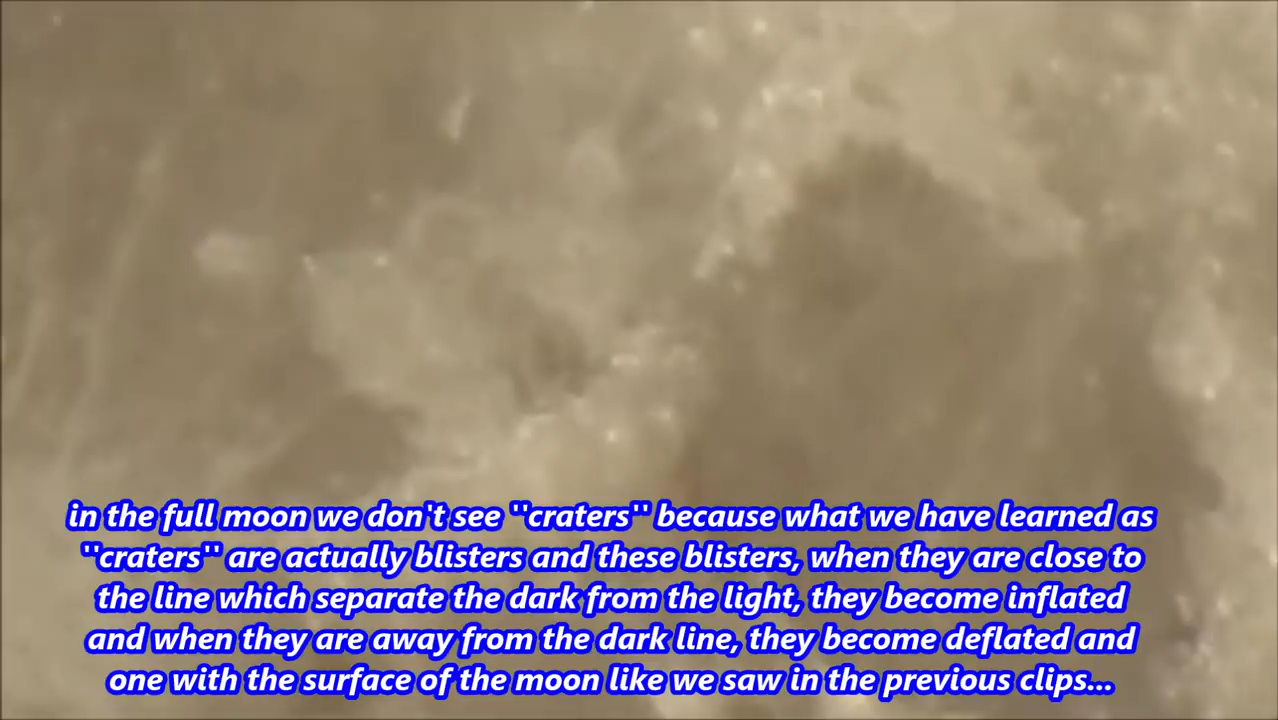 in the full moon we don't see ''craters'' because what we have learned as
''craters'' are actually blisters and these blisters, when they are close to
the line which separate the dark from the light, they become inflated
and when they are away from the dark line, they become deflated and
one with the surface of the moon like we saw in the previous clips...